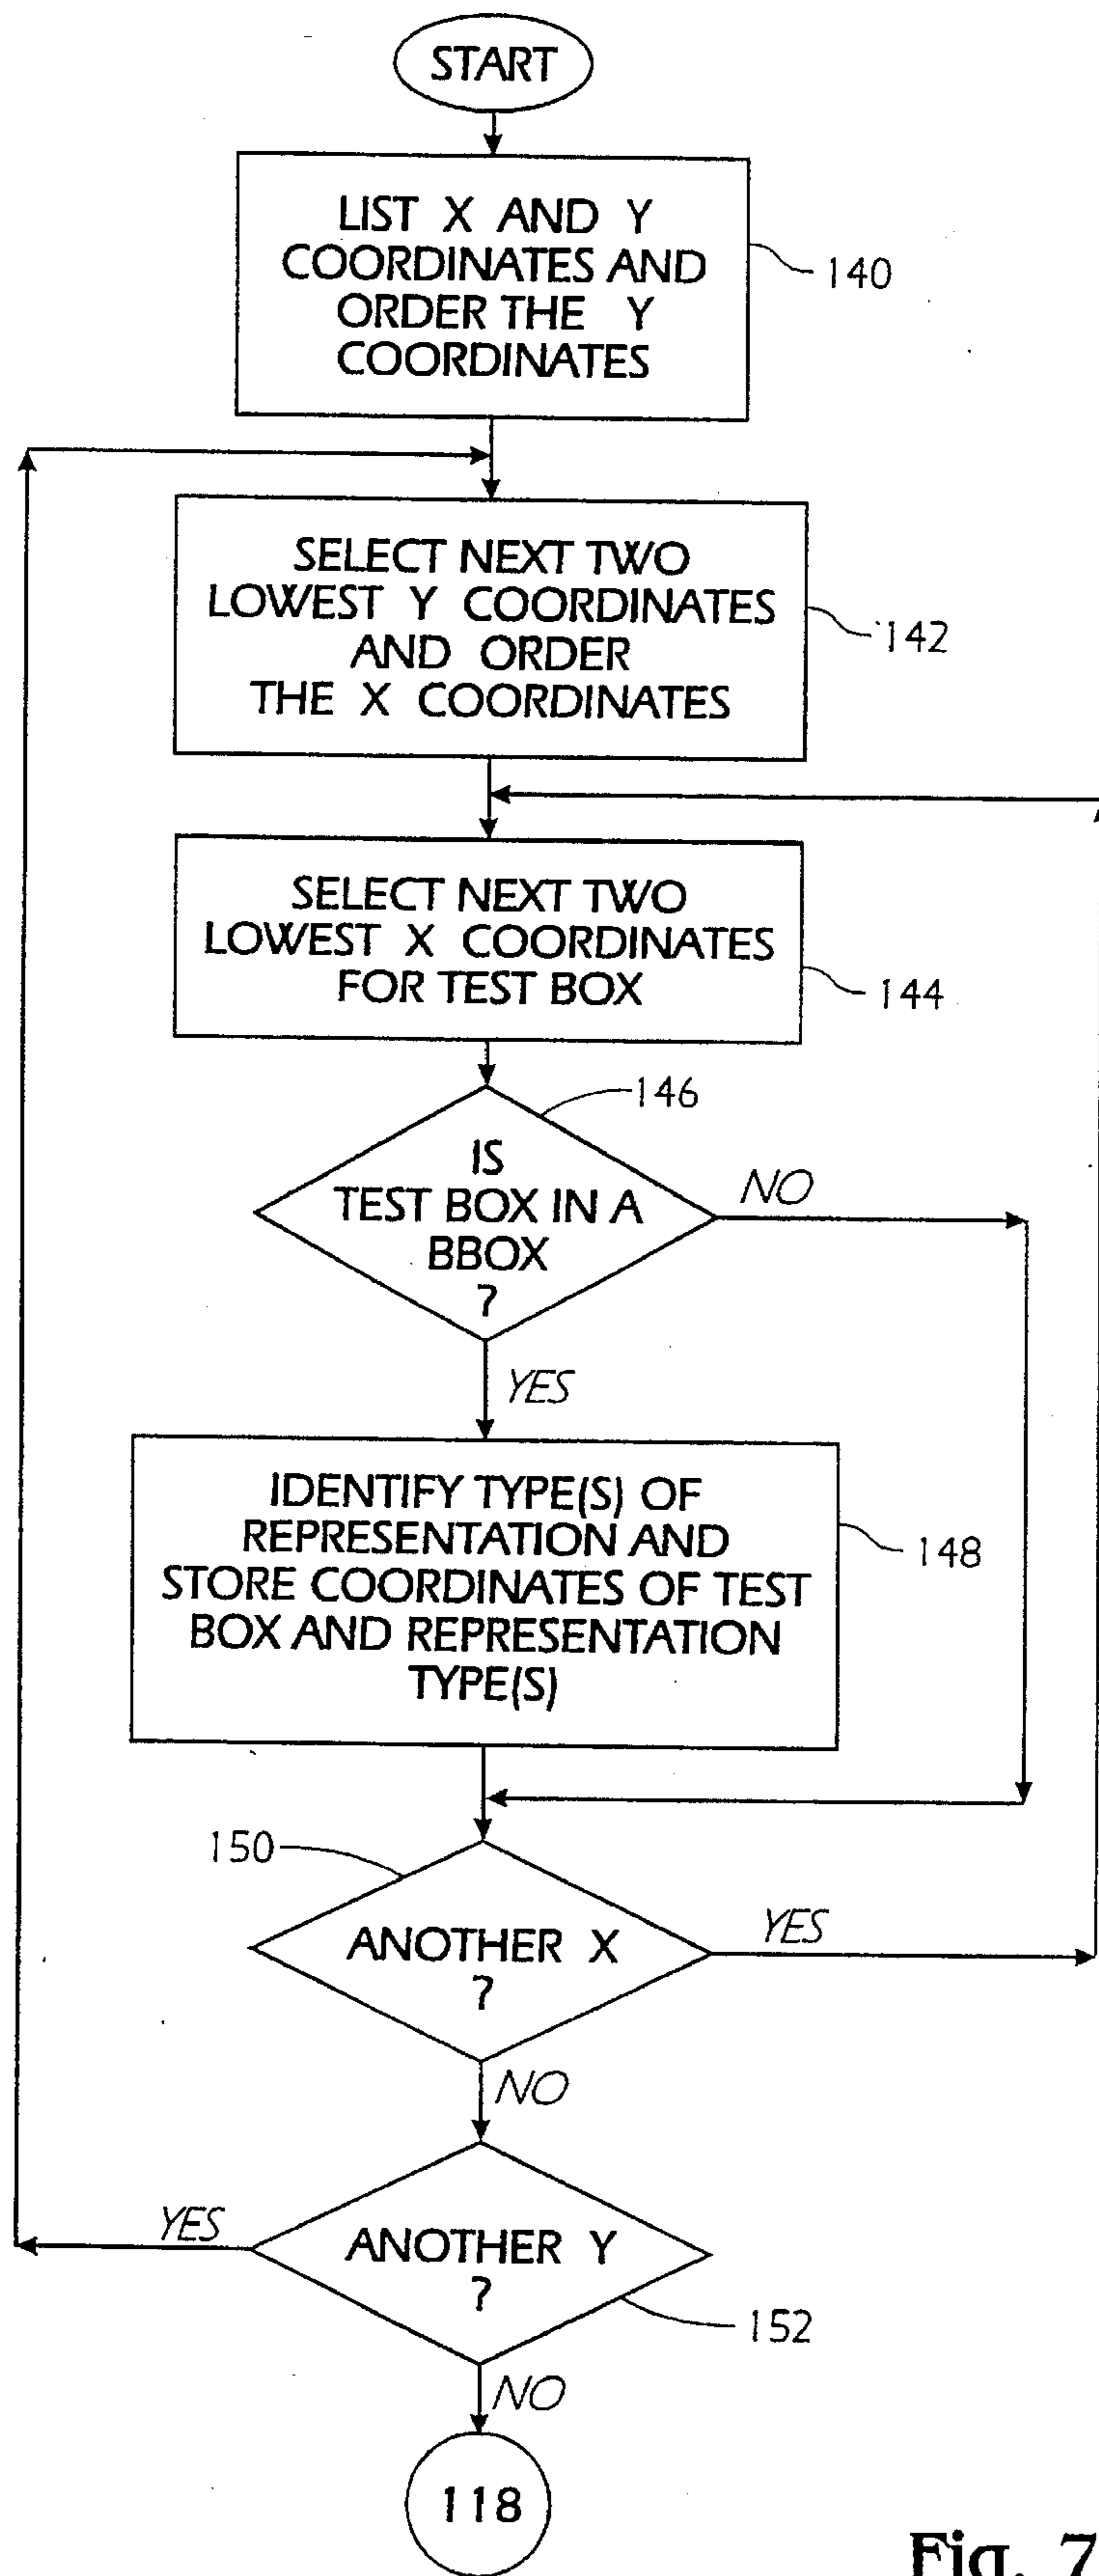 START
LIST X AND Y
COORDINATES AND
ORDER THE Y
COORDINATES
140
SELECT NEXT TWO
LOWEST Y COORDINATES
AND ORDER
THE X COORDINATES
142
SELECT NEXT TWO
LOWEST X COORDINATES
FOR TEST BOX
144
146
IS
TEST BOX IN A
BBOX
?
NO
YES
IDENTIFY TYPE(S) OF
REPRESENTATION AND
STORE COORDINATES OF TEST
BOX AND REPRESENTATION
TYPE(S)
148
150
ANOTHER X
?
YES
NO
YES
ANOTHER Y
?
152
NO
118
Fig. 7